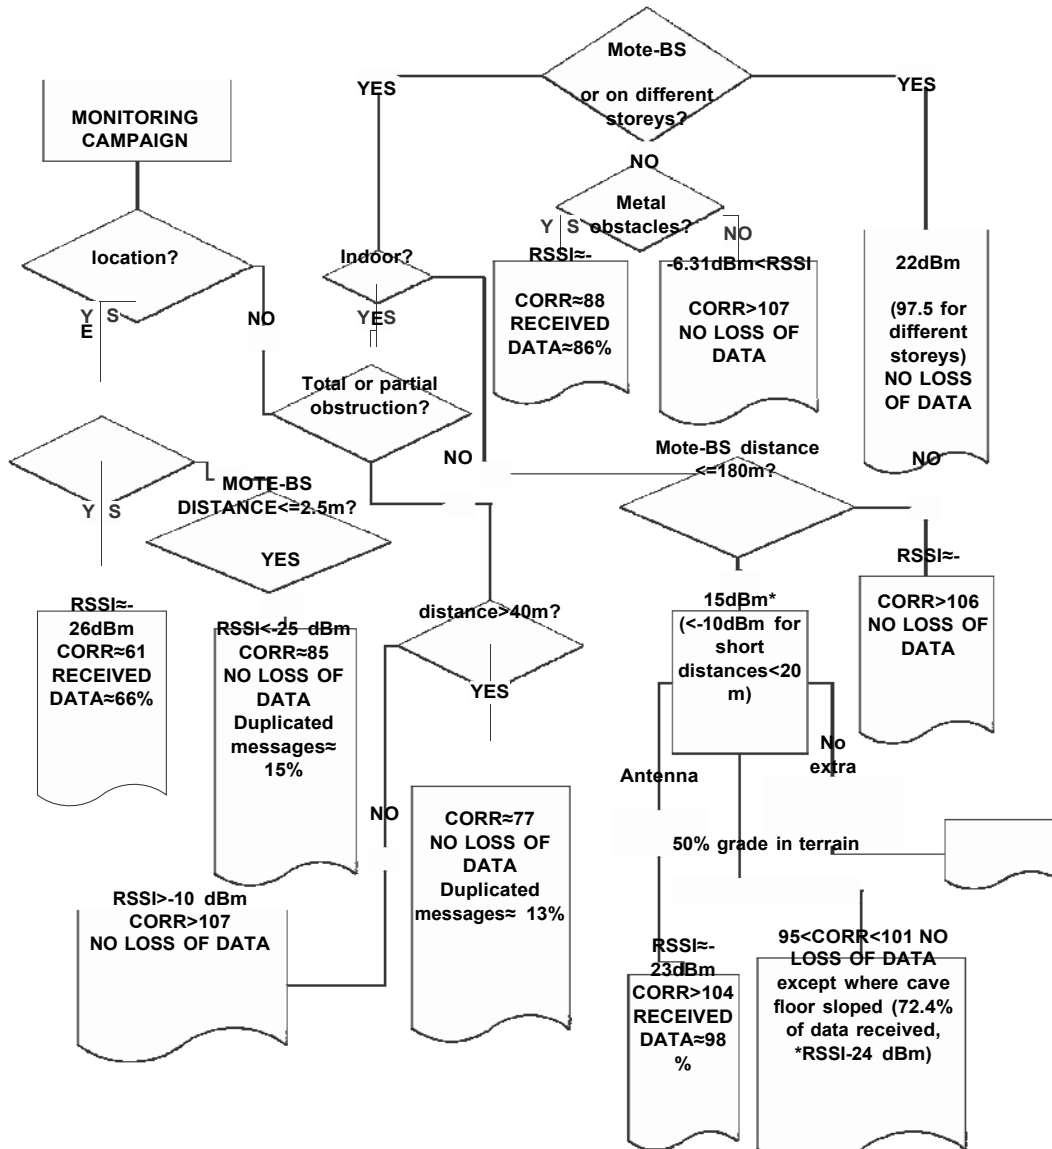 Mote-BS
or on different
storeys?
YES
YES
MONITORING
CAMPAIGN
NO
Metal
obstacles?
Y S
NO
location?
Indoor?
RSSI≈-
-6.31dBm<RSSI
22dBm
CORR≈88
RECEIVED
DATA≈86%
CORR>107
NO LOSS OF
DATA
(97.5 for
different
storeys)
NO LOSS
OF DATA
Y S
E
NO
YES
Total or partial
obstruction?
NO
Mote-BS distance
<=180m?
NO
MOTE-BS
DISTANCE<=2.5m?
Y S
YES
RSSI≈-
CORR>106
NO LOSS OF
DATA
RSSI≈-
26dBm
CORR≈61
RECEIVED
DATA≈66%
RSSI<-25 dBm
CORR≈85
NO LOSS OF
DATA
Duplicated
messages≈
15%
distance>40m?
YES
15dBm*
(<-10dBm for
short
distances<20
m)
No
extra
Antenna
NO
CORR≈77
NO LOSS OF
DATA
Duplicated
messages≈ 13%
50% grade in terrain
RSSI>-10 dBm
CORR>107
NO LOSS OF DATA
RSSI≈-
23dBm
CORR>104
RECEIVED
DATA≈98
%
95<CORR<101 NO
LOSS OF DATA
except where cave
floor sloped (72.4%
of data received,
*RSSI-24 dBm)